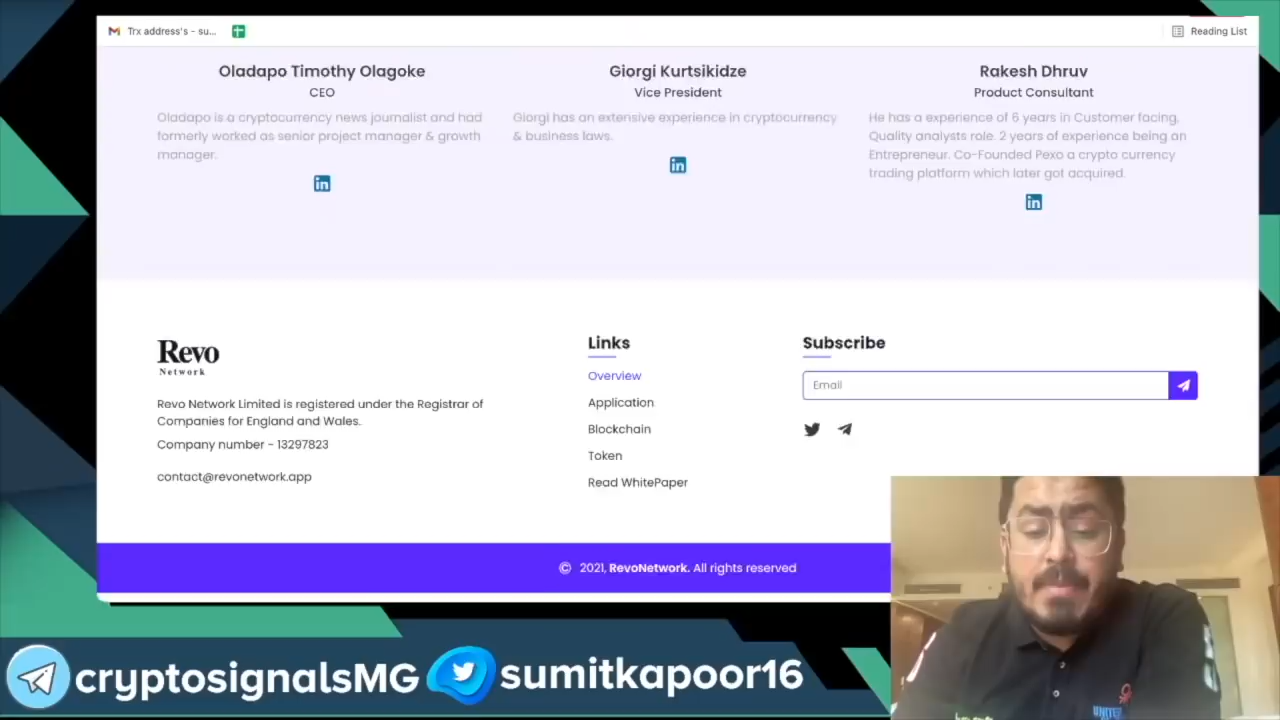 Trx address's - su...
Reading List
Oladapo Timothy Olagoke
CEO
Oladapo is a cryptocurrency news journalist and had
formerly worked as senior project manager & growth
manager.
Giorgi Kurtsikidze
Vice President
Giorgi has an extensive experience in cryptocurrency
& business laws.
Rakesh Dhruv
Product Consultant
He has a experience of 6 years in Customer facing,
Quality analysts role. 2 years of experience being an
Entrepreneur. Co-Founded Pexo a crypto currency
trading platform which later got acquired.
Revo
Network
Revo Network Limited is registered under the Registrar of
Companies for England and Wales.
Company number - 13297823
contact@revonetwork.app
Links
Overview
Application
Blockchain
Token
Read WhitePaper
Subscribe
Email
© 2021, RevoNetwork. All rights reserved
cryptosignalsMG
sumitkapoor16